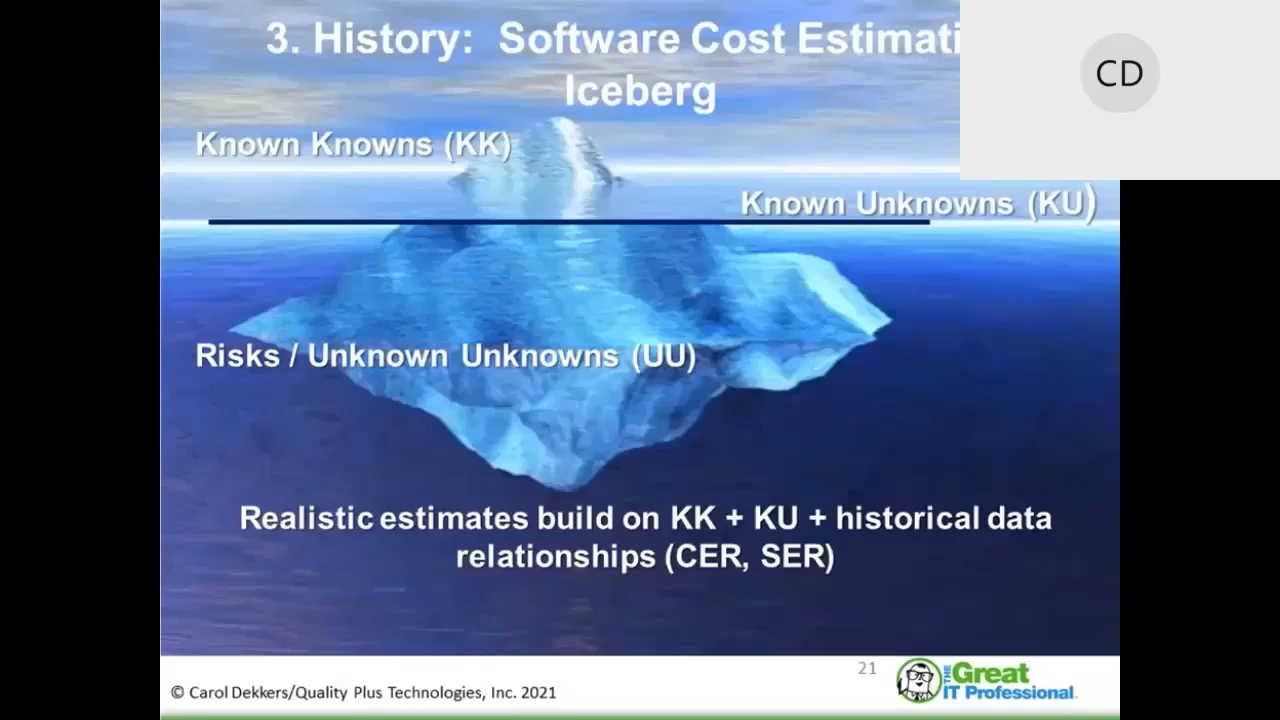 3. History: Software Cost Estimati
Iceberg
CD
Known Knowns (KK)
Known Unknowns (KU)
Risks / Unknown Unknowns (UU)
Realistic estimates build on KK + KU + historical data
relationships (CER, SER)
© Carol Dekkers/Quality Plus Technologies, Inc. 2021
21
THE Great
IT Professional